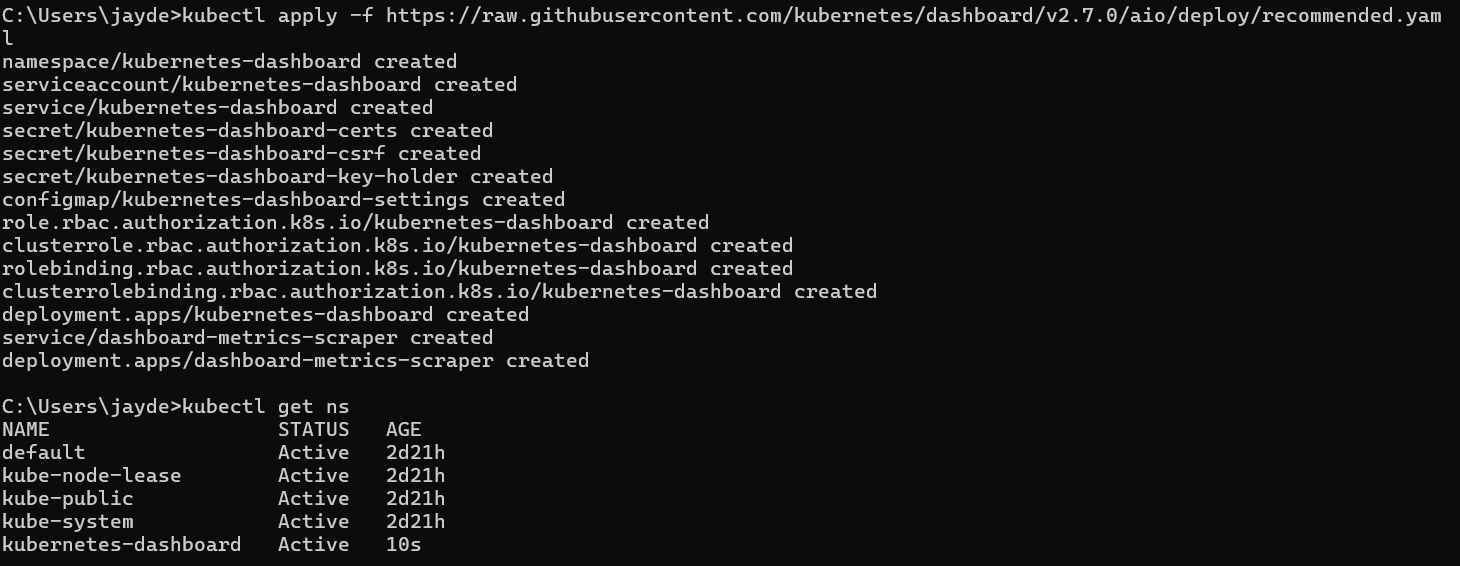 C:\Users\jayde>kubectl apply -f https://raw.githubusercontent.com/kubernetes/dashboard/v2.7.0/aio/deploy/recommended.yam
l
namespace/kubernetes-dashboard created
serviceaccount/kubernetes-dashboard created
service/kubernetes-dashboard created
secret/kubernetes-dashboard-certs created
secret/kubernetes-dashboard-csrf created
secret/kubernetes-dashboard-key-holder created
configmap/kubernetes-dashboard-settings created
role.rbac.authorization.k8s.io/kubernetes-dashboard created
clusterrole.rbac.authorization.k8s.io/kubernetes-dashboard created
rolebinding.rbac.authorization.k8s.io/kubernetes-dashboard created
clusterrolebinding.rbac.authorization.k8s.io/kubernetes-dashboard created
deployment.apps/kubernetes-dashboard created
service/dashboard-metrics-scraper created
deployment.apps/dashboard-metrics-scraper created

C:\Users\jayde>kubectl get ns
NAME                   STATUS   AGE
default                Active   2d21h
kube-node-lease        Active   2d21h
kube-public            Active   2d21h
kube-system            Active   2d21h
kubernetes-dashboard   Active   10s